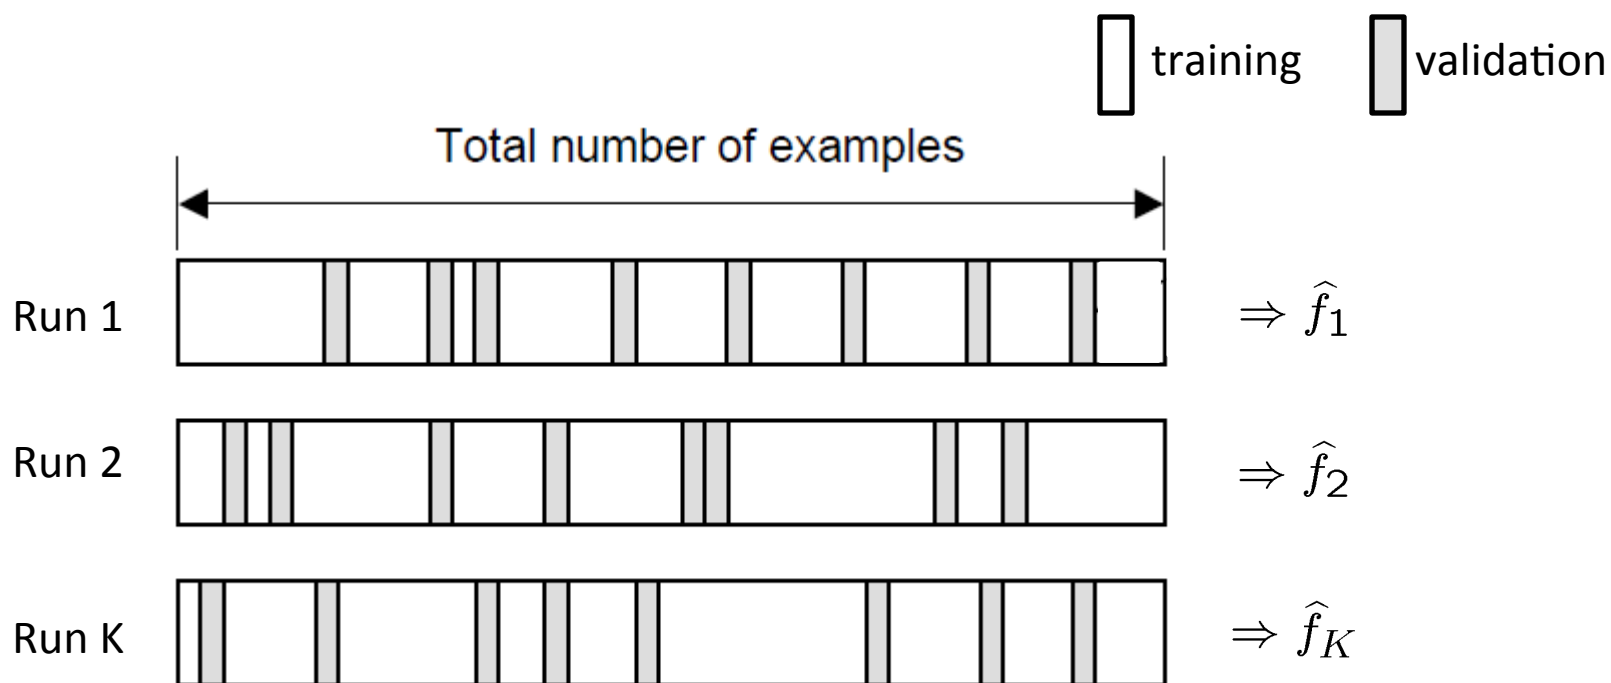 training validation
Total number of examples
Run 1 ⇒ f̂₁
Run 2 ⇒ f̂₂
Run K ⇒ f̂_K